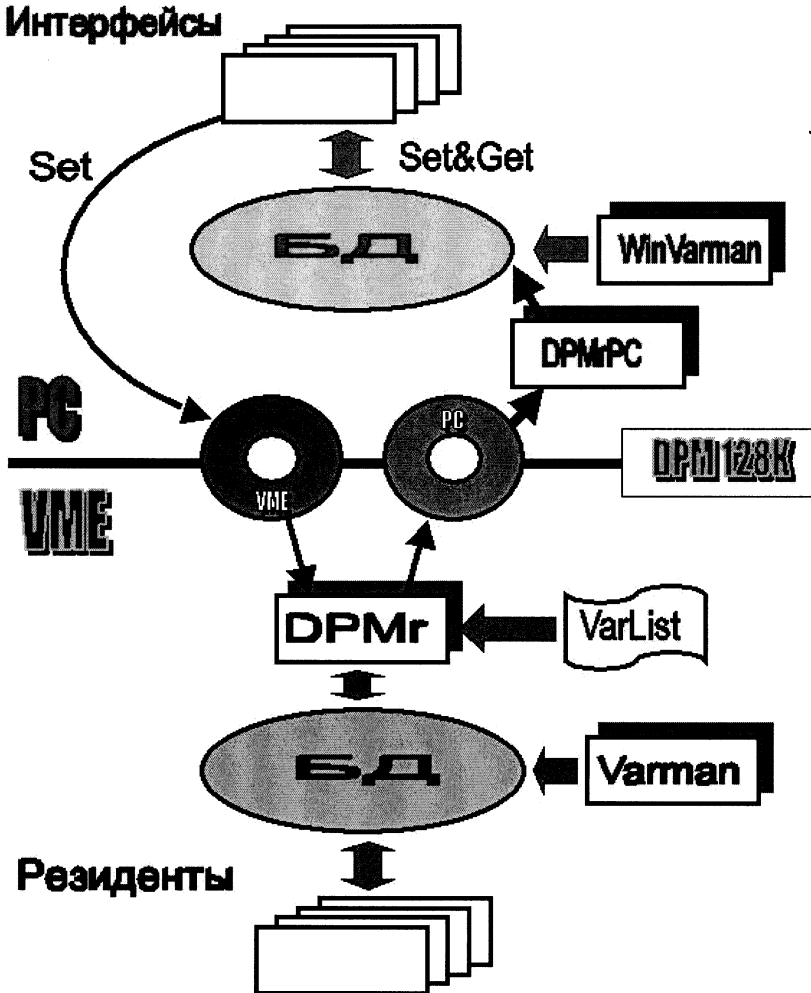 Интерфейсы
Set
Set&Get
БД
WinVarman
DPMrPC
PC
PC
VME
DPM128K
VME
DPMr
VarList
БД
Varman
Резиденты